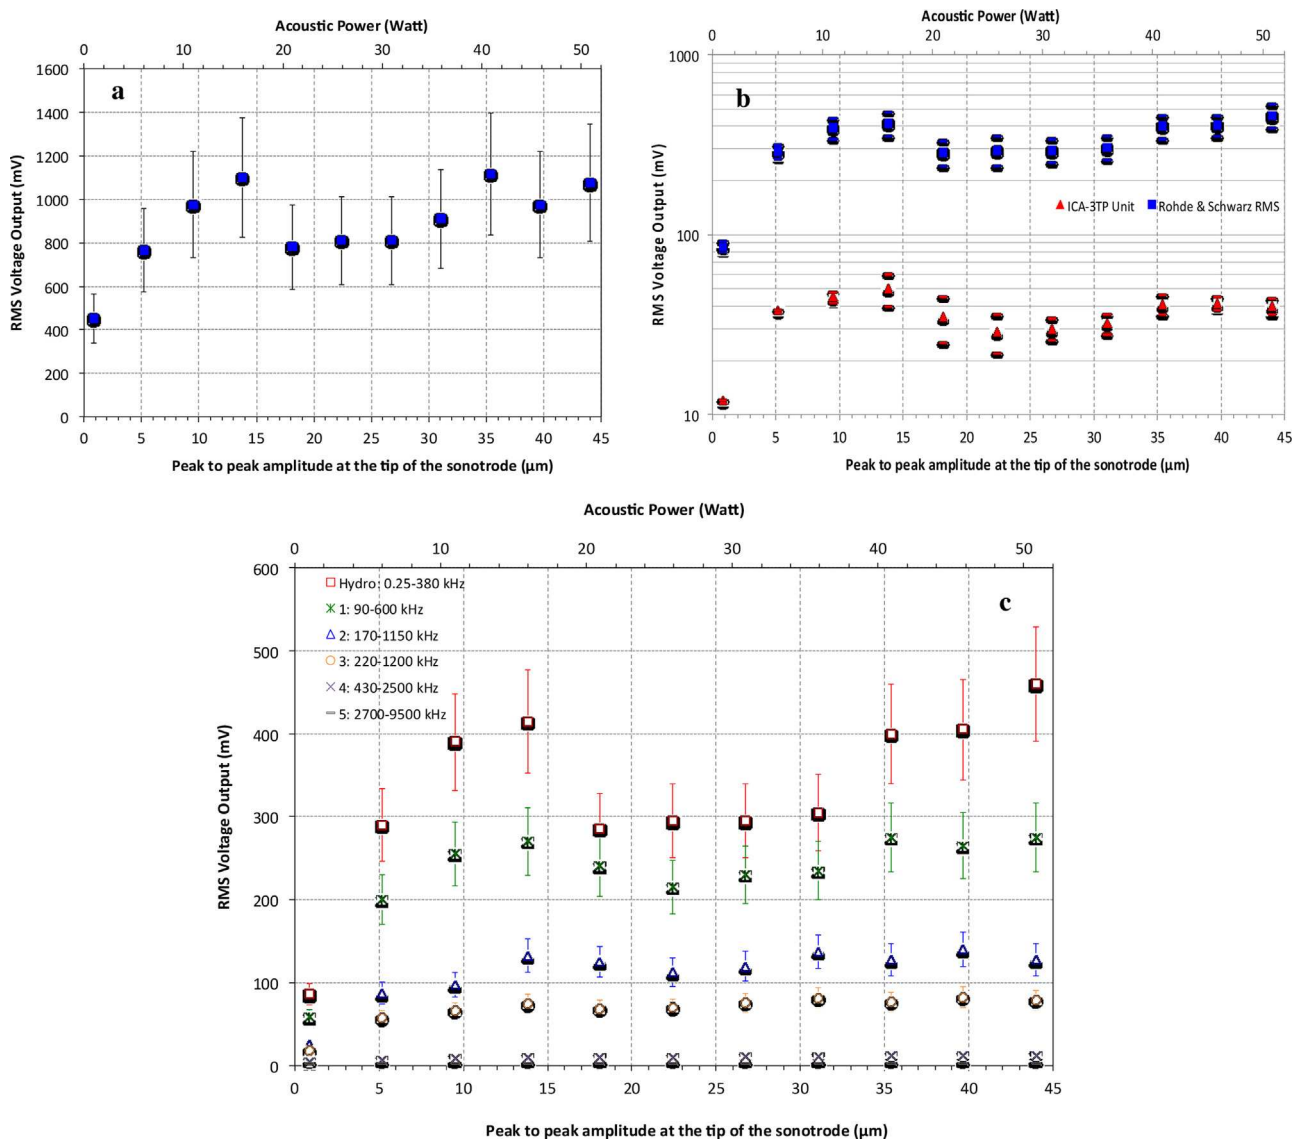 Acoustic Power (Watt)
0 10 20 30 40 50
1600
1400
1200
1000
800
600
400
200
0
a
RMS Voltage Output (mV)
0 5 10 15 20 25 30 35 40 45
Peak to peak amplitude at the tip of the sonotrode (μm)
Acoustic Power (Watt)
0 10 20 30 40 50
1000
100
10
b
RMS Voltage Output (mV)
ICA-3TP Unit Rohde & Schwarz RMS
0 5 10 15 20 25 30 35 40 45
Peak to peak amplitude at the tip of the sonotrode (μm)
Acoustic Power (Watt)
0 10 20 30 40 50
600
500
400
300
200
100
0
Hydro: 0.25-380 kHz
1: 90-600 kHz
2: 170-1150 kHz
3: 220-1200 kHz
4: 430-2500 kHz
5: 2700-9500 kHz
c
RMS Voltage Output (mV)
0 5 10 15 20 25 30 35 40 45
Peak to peak amplitude at the tip of the sonotrode (μm)